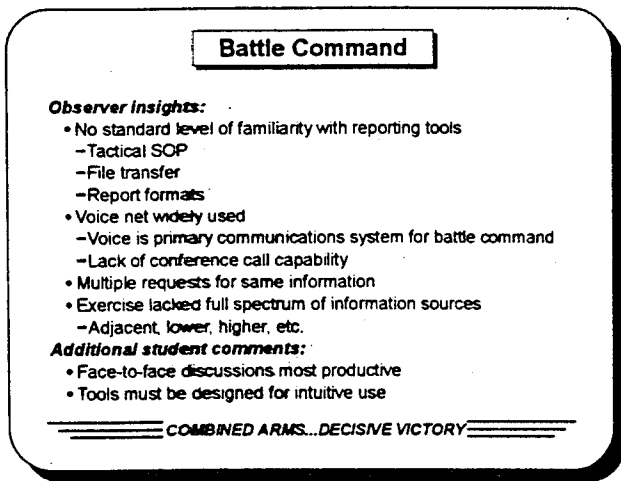 Battle Command
Observer insights:
• No standard level of familiarity with reporting tools
–Tactical SOP
–File transfer
–Report formats
• Voice net widely used
–Voice is primary communications system for battle command
–Lack of conference call capability
• Multiple requests for same information
• Exercise lacked full spectrum of information sources
–Adjacent, lower, higher, etc.
Additional student comments:
• Face-to-face discussions most productive
• Tools must be designed for intuitive use
COMBINED ARMS...DECISIVE VICTORY